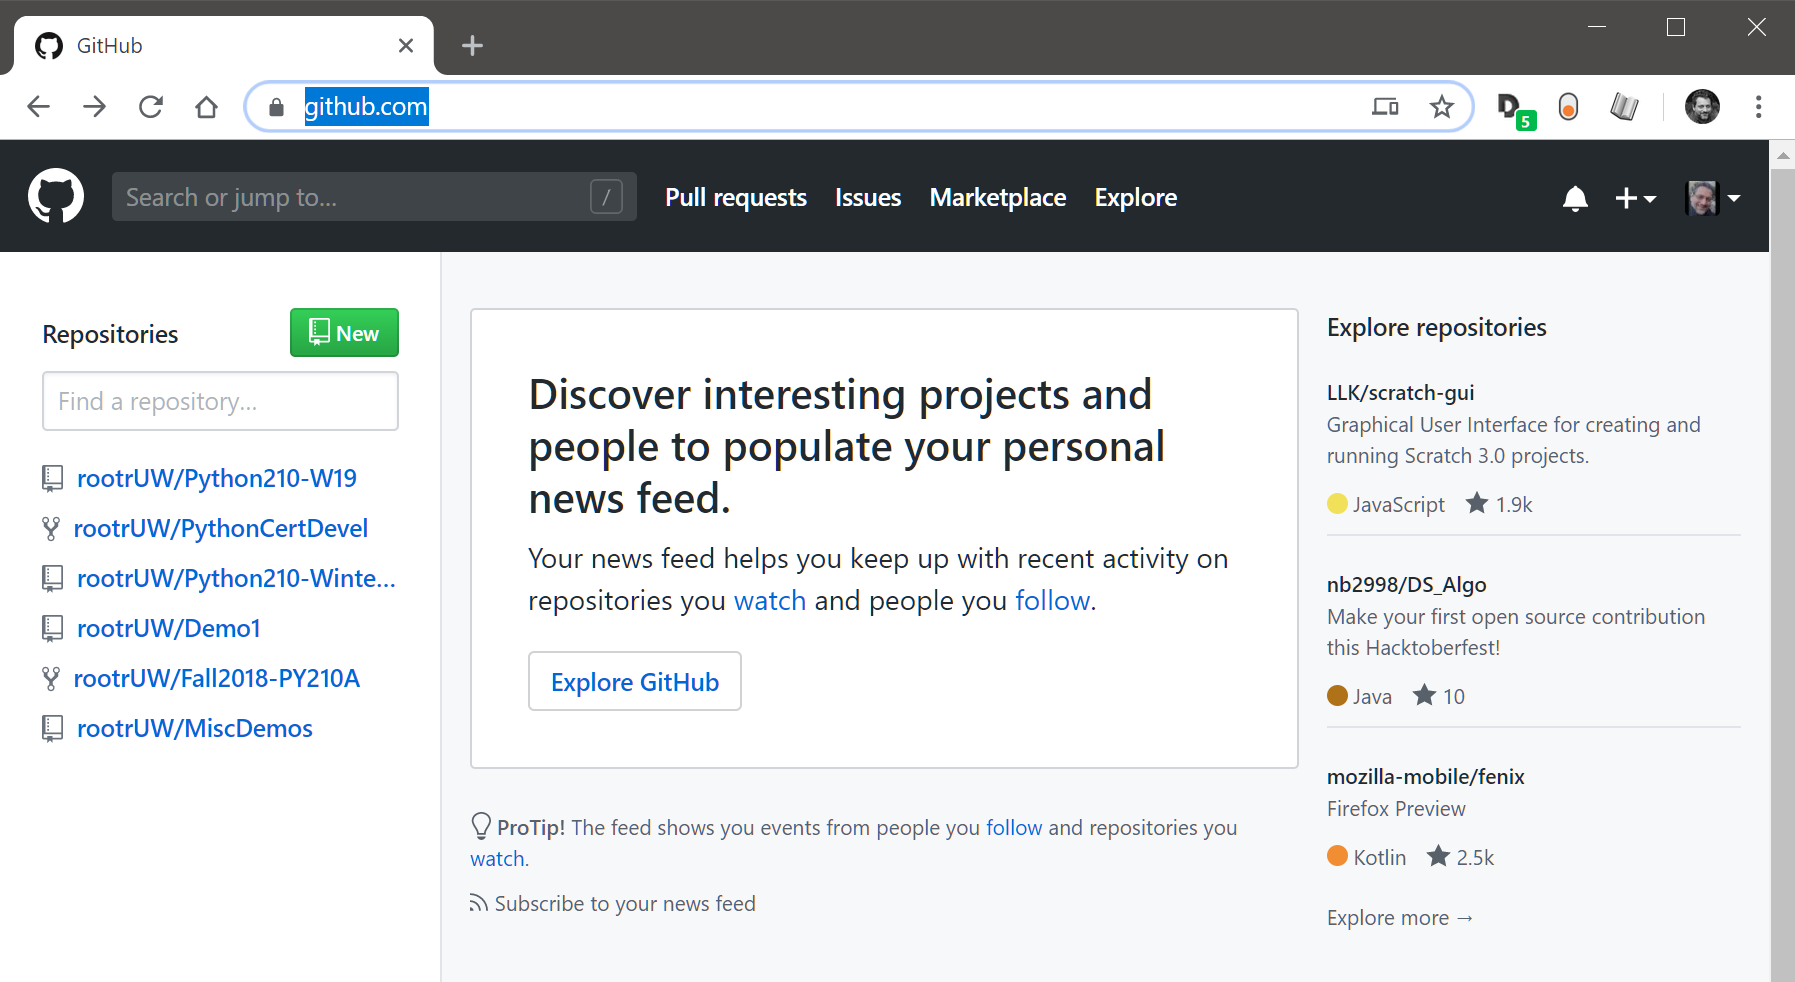 GitHub
github.com
5
Search or jump to... /
Pull requests Issues Marketplace Explore
Repositories
New
Find a repository...
rootrUW/Python210-W19
rootrUW/PythonCertDevel
rootrUW/Python210-Winte...
rootrUW/Demo1
rootrUW/Fall2018-PY210A
rootrUW/MiscDemos
Discover interesting projects and
people to populate your personal
news feed.
Your news feed helps you keep up with recent activity on
repositories you watch and people you follow.
Explore GitHub
ProTip! The feed shows you events from people you follow and repositories you
watch.
Subscribe to your news feed
Explore repositories
LLK/scratch-gui
Graphical User Interface for creating and
running Scratch 3.0 projects.
JavaScript 1.9k
nb2998/DS_Algo
Make your first open source contribution
this Hacktoberfest!
Java 10
mozilla-mobile/fenix
Firefox Preview
Kotlin 2.5k
Explore more →